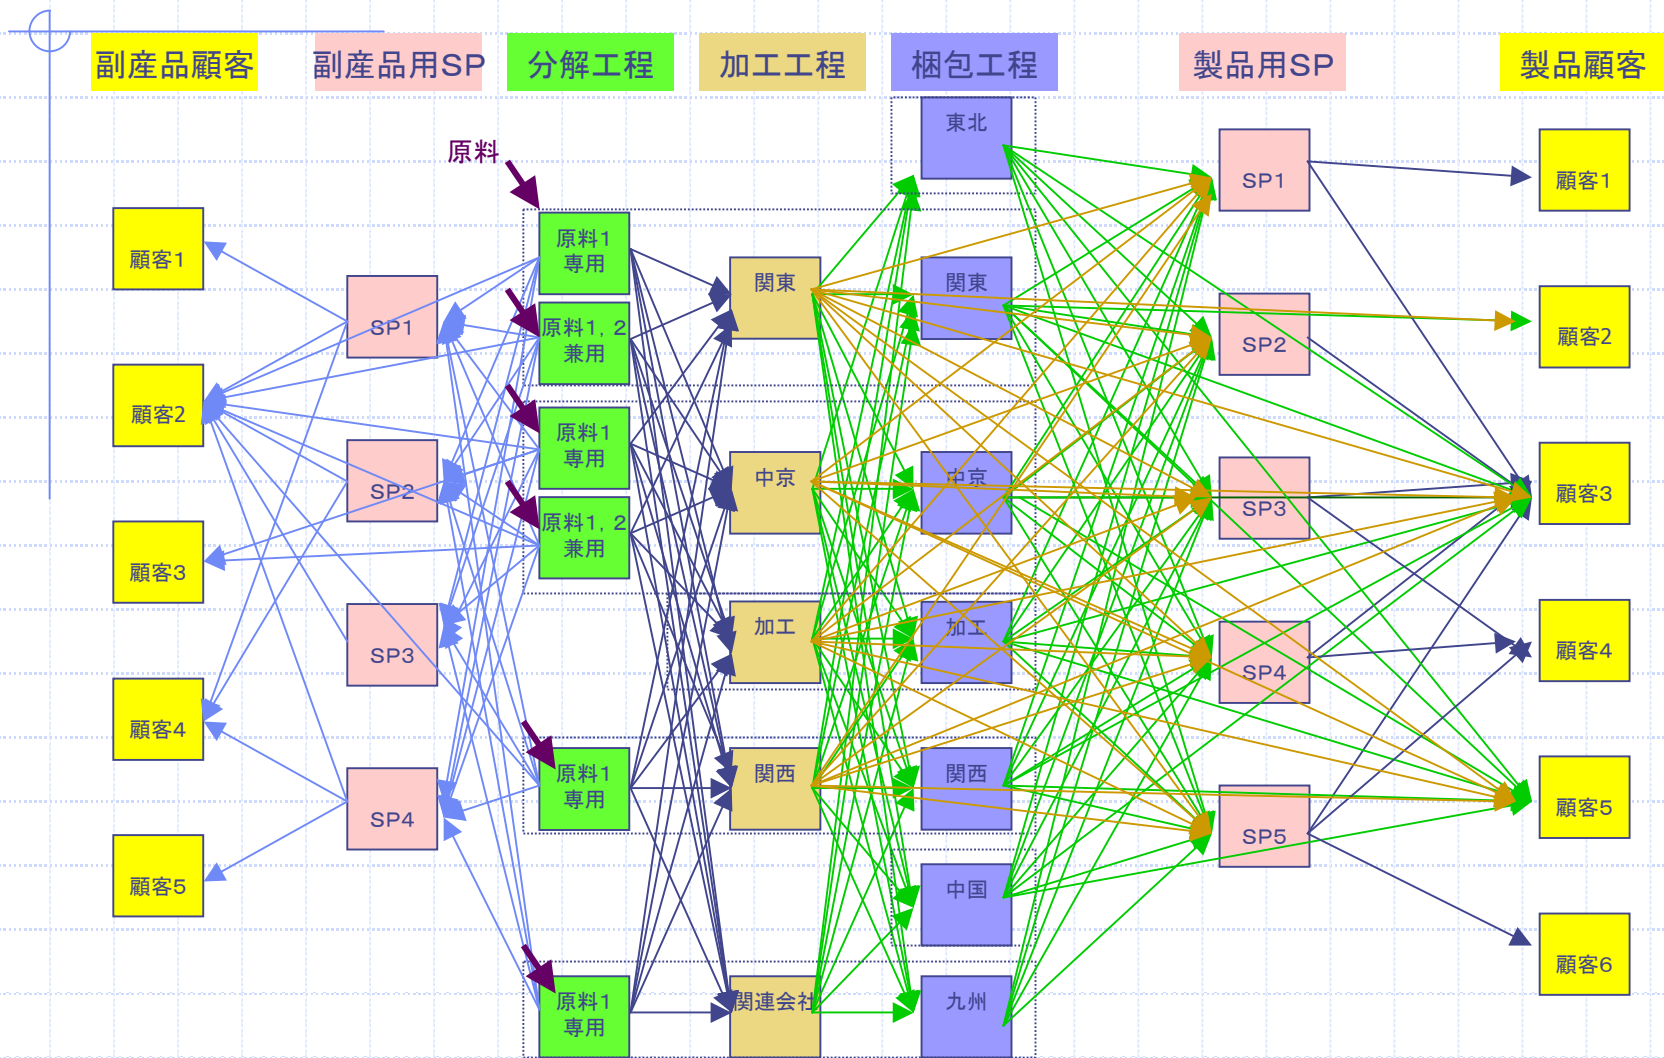 副産品顧客
副産品用SP
分解工程
加工工程
梱包工程
製品用SP
製品顧客
原料
顧客1
顧客2
顧客3
顧客4
顧客5
SP1
SP2
SP3
SP4
原料1
専用
原料1, 2
兼用
原料1
専用
原料1, 2
兼用
原料1
専用
原料1
専用
関東
中京
加工
関西
関連会社
東北
関東
中京
加工
関西
中国
九州
SP1
SP2
SP3
SP4
SP5
顧客1
顧客2
顧客3
顧客4
顧客5
顧客6